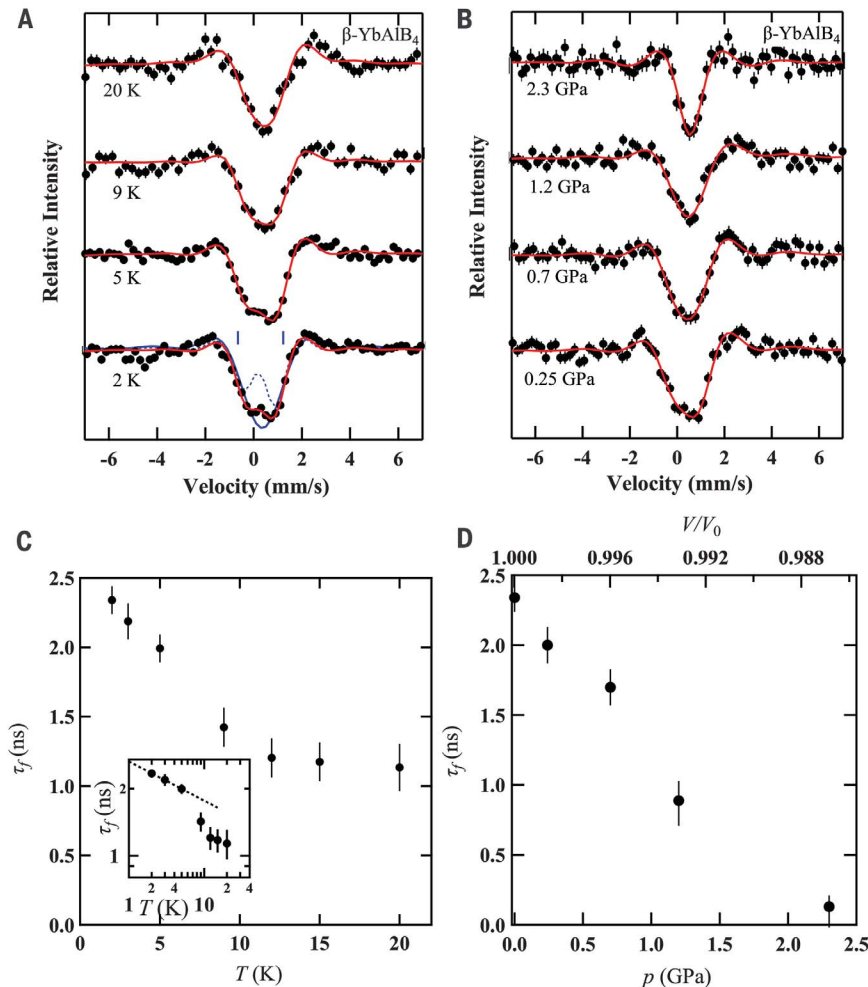 A
β-YbAlB4
20 K
9 K
5 K
2 K
Relative Intensity
-6 -4 -2 0 2 4 6
Velocity (mm/s)
B
β-YbAlB4
2.3 GPa
1.2 GPa
0.7 GPa
0.25 GPa
Relative Intensity
-6 -4 -2 0 2 4 6
Velocity (mm/s)
C
2.5
2.0
1.5
1.0
0.5
0.0
τf (ns)
0 5 10 15 20
T (K)
τf (ns)
2
1
2 4 2 4
1 T (K) 10
D
V/V0
1.000 0.996 0.992 0.988
2.5
2.0
1.5
1.0
0.5
0.0
τf (ns)
0.0 0.5 1.0 1.5 2.0 2.5
p (GPa)